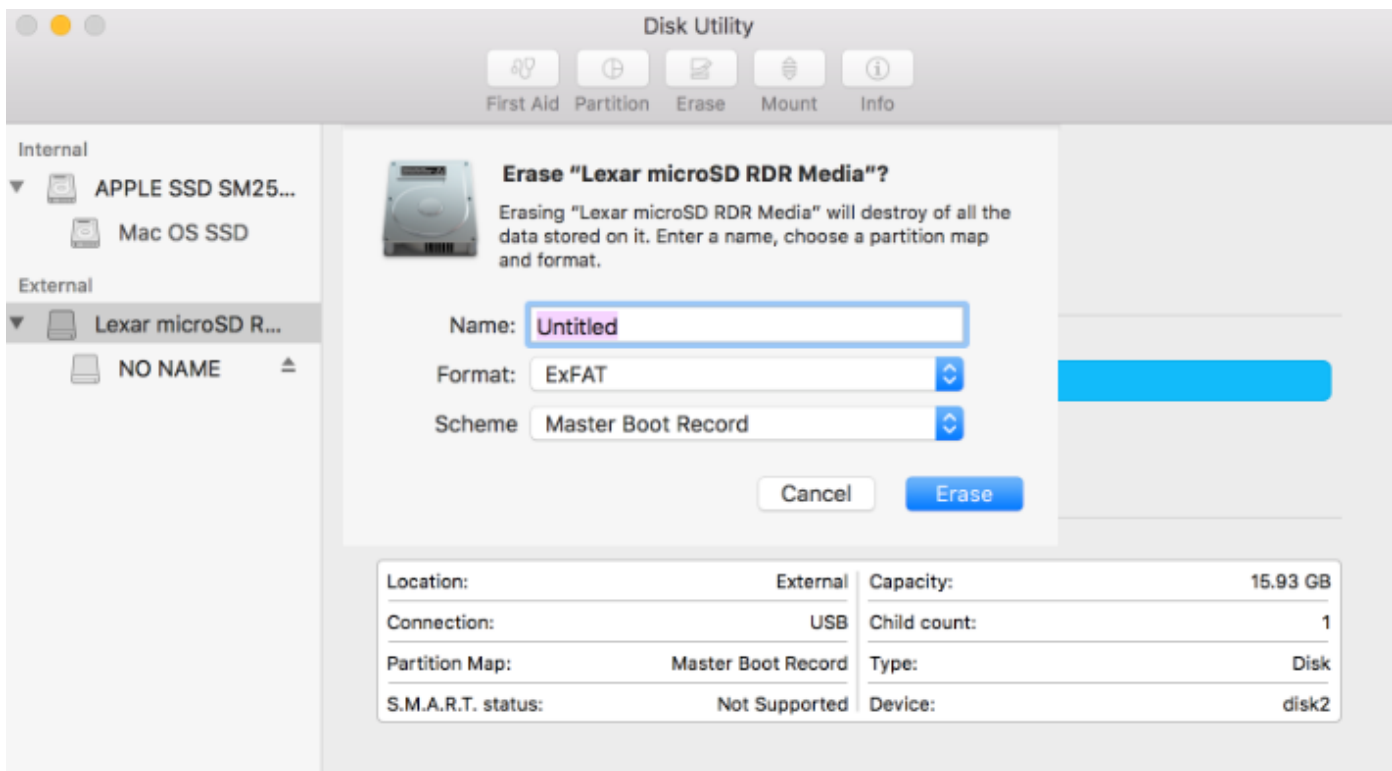 Disk Utility
First Aid Partition Erase Mount Info
Internal
APPLE SSD SM25...
Mac OS SSD
External
Lexar microSD R...
NO NAME
Erase “Lexar microSD RDR Media”?
Erasing “Lexar microSD RDR Media” will destroy of all the
data stored on it. Enter a name, choose a partition map
and format.
Name: Untitled
Format: ExFAT
Scheme Master Boot Record
Cancel Erase
Location: External Capacity: 15.93 GB
Connection: USB Child count: 1
Partition Map: Master Boot Record Type: Disk
S.M.A.R.T. status: Not Supported Device: disk2